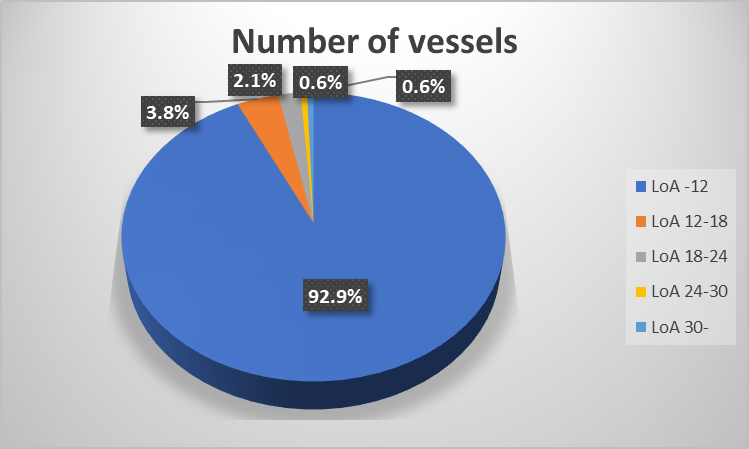 Number of vessels
2.1%
0.6%
0.6%
3.8%
92.9%
LoA -12
LoA 12-18
LoA 18-24
LoA 24-30
LoA 30-